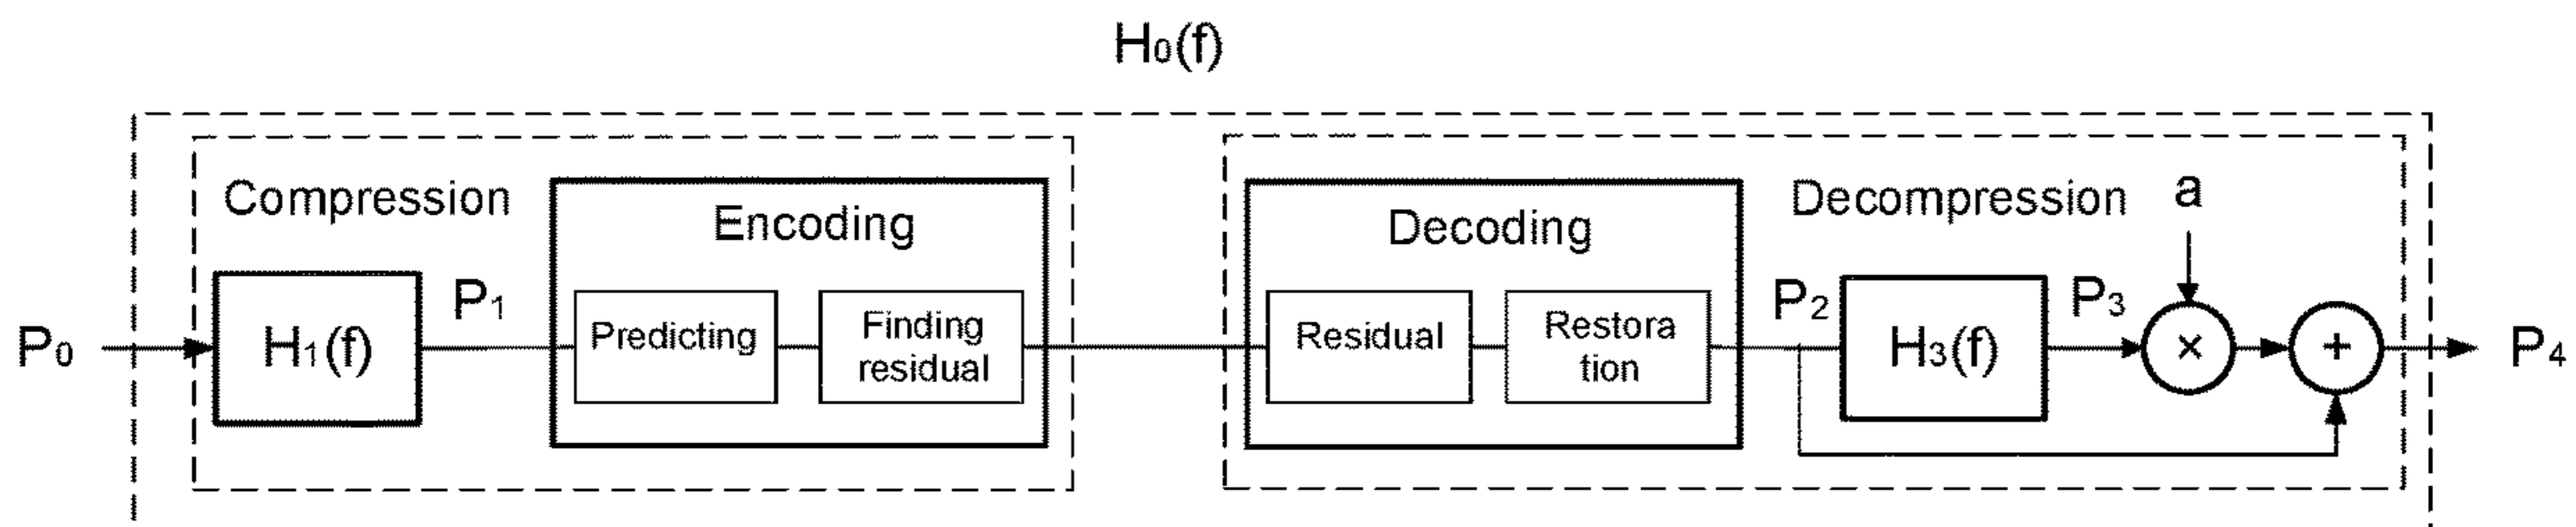 H₀(f)
Compression
Encoding
Decoding
Decompression
a
P₀
H₁(f)
P₁
Predicting
Finding
residual
Residual
Restora
tion
P₂
H₃(f)
P₃
×
+
P₄